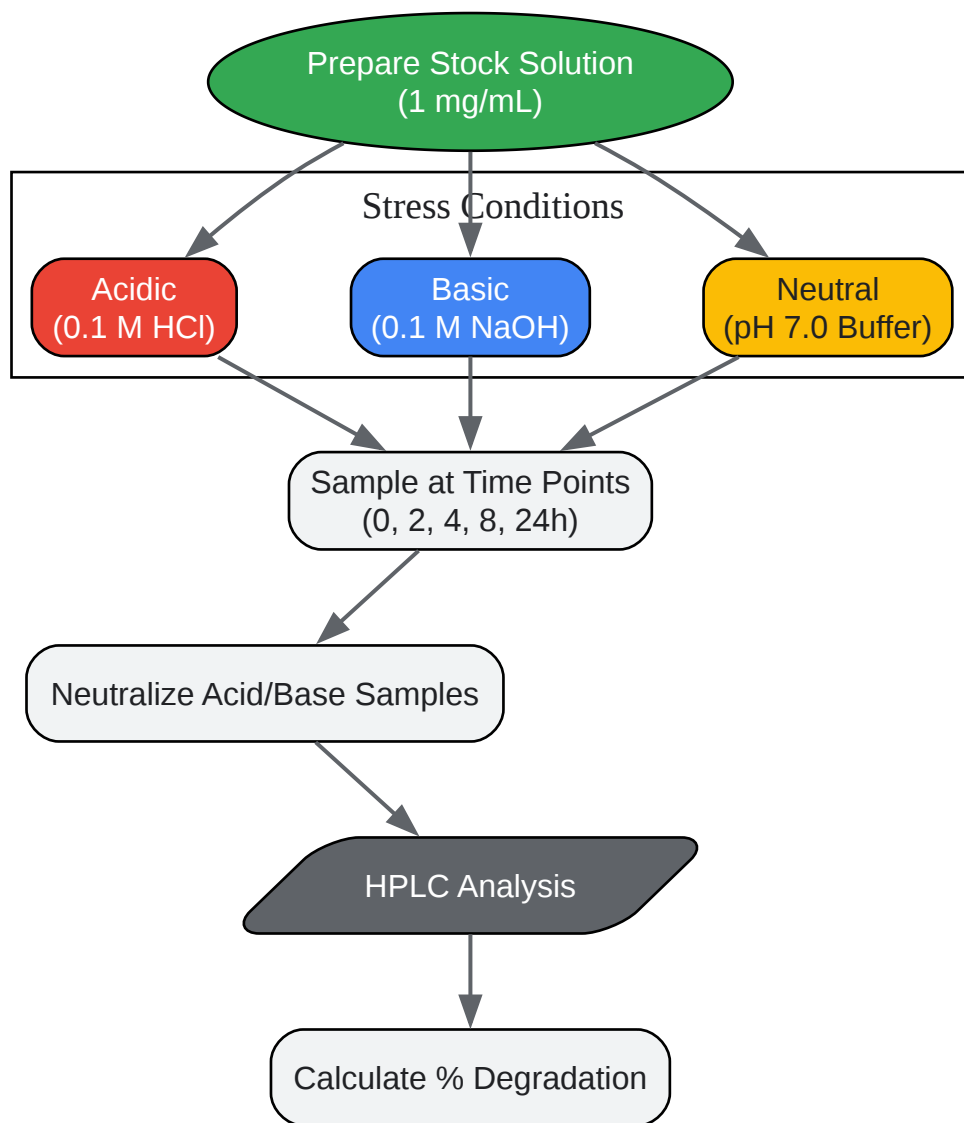 Prepare Stock Solution
(1 mg/mL)
Stress Conditions
Acidic
(0.1 M HCl)
Basic
(0.1 M NaOH)
Neutral
(pH 7.0 Buffer)
Sample at Time Points
(0, 2, 4, 8, 24h)
Neutralize Acid/Base Samples
HPLC Analysis
Calculate % Degradation